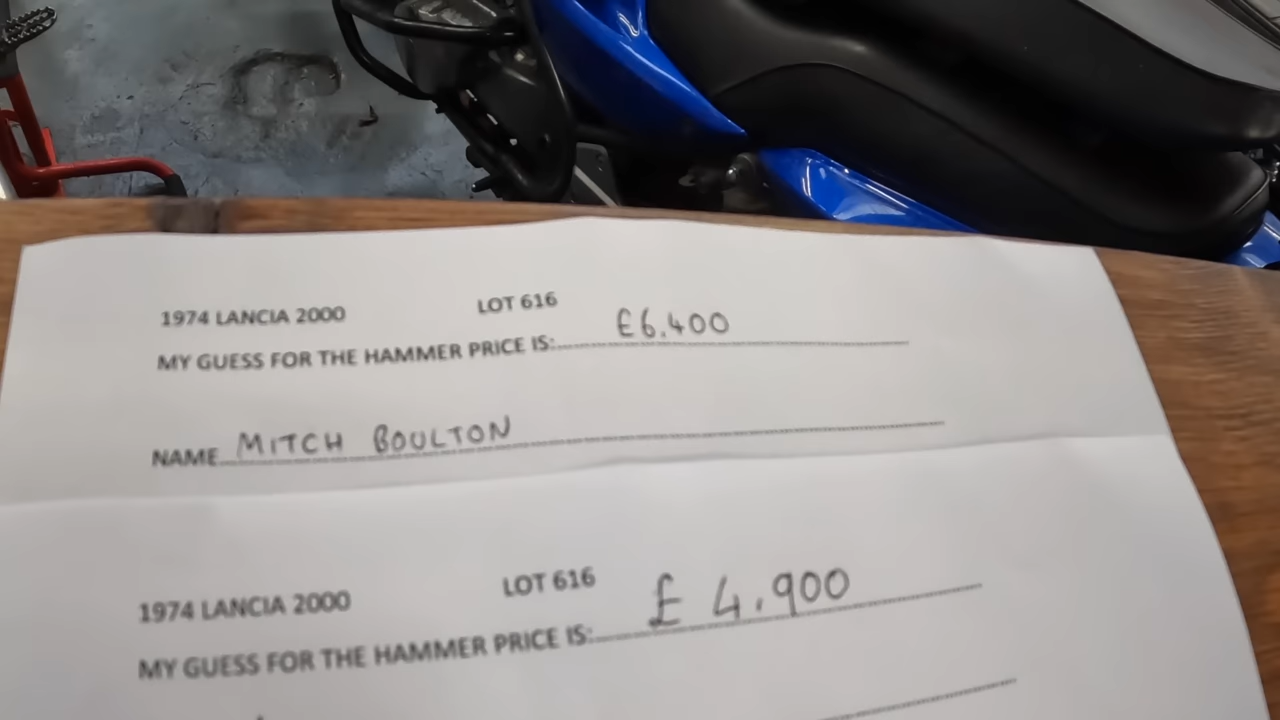 1974 LANCIA 2000 LOT 616
MY GUESS FOR THE HAMMER PRICE IS: £6.400
NAME MITCH BOULTON
1974 LANCIA 2000 LOT 616
MY GUESS FOR THE HAMMER PRICE IS: £ 4.900